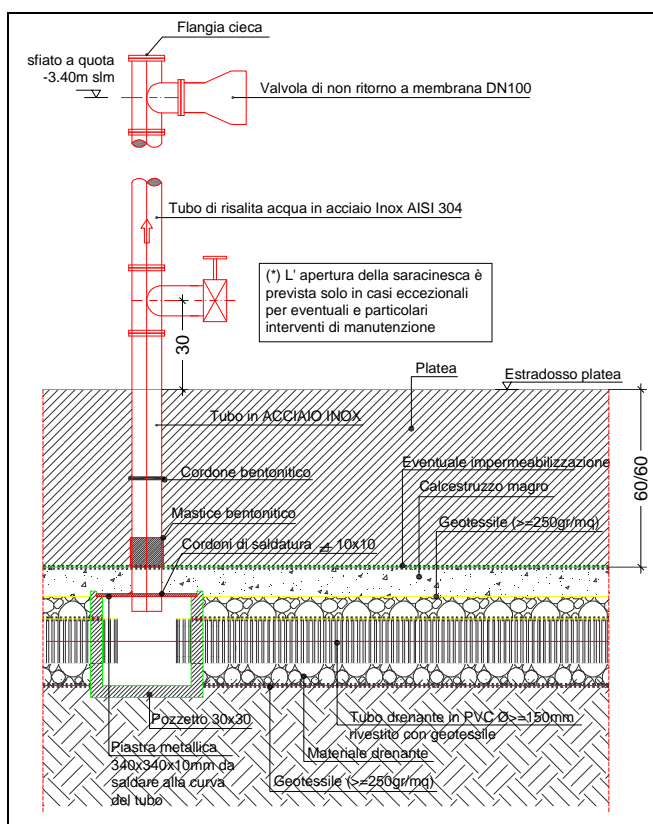 Flangia cieca
sfiato a quota
-3.40m slm
Valvola di non ritorno a membrana DN100
Tubo di risalita acqua in acciaio Inox AISI 304
(*) L' apertura della saracinesca è
prevista solo in casi eccezionali
per eventuali e particolari
interventi di manutenzione
30
Platea
Estradosso platea
Tubo in ACCIAIO INOX
60/60
Eventuale impermeabilizzazione
Cordone bentonitico
Calcestruzzo magro
Mastice bentonitico
Geotessile (>=250gr/mq)
Cordoni di saldatura 10x10
Pozzetto 30x30
Tubo drenante in PVC Ø>=150mm
rivestito con geotessile
Piastra metallica
340x340x10mm da
saldare alla curva
del tubo
Materiale drenante
Geotessile (>=250gr/mq)